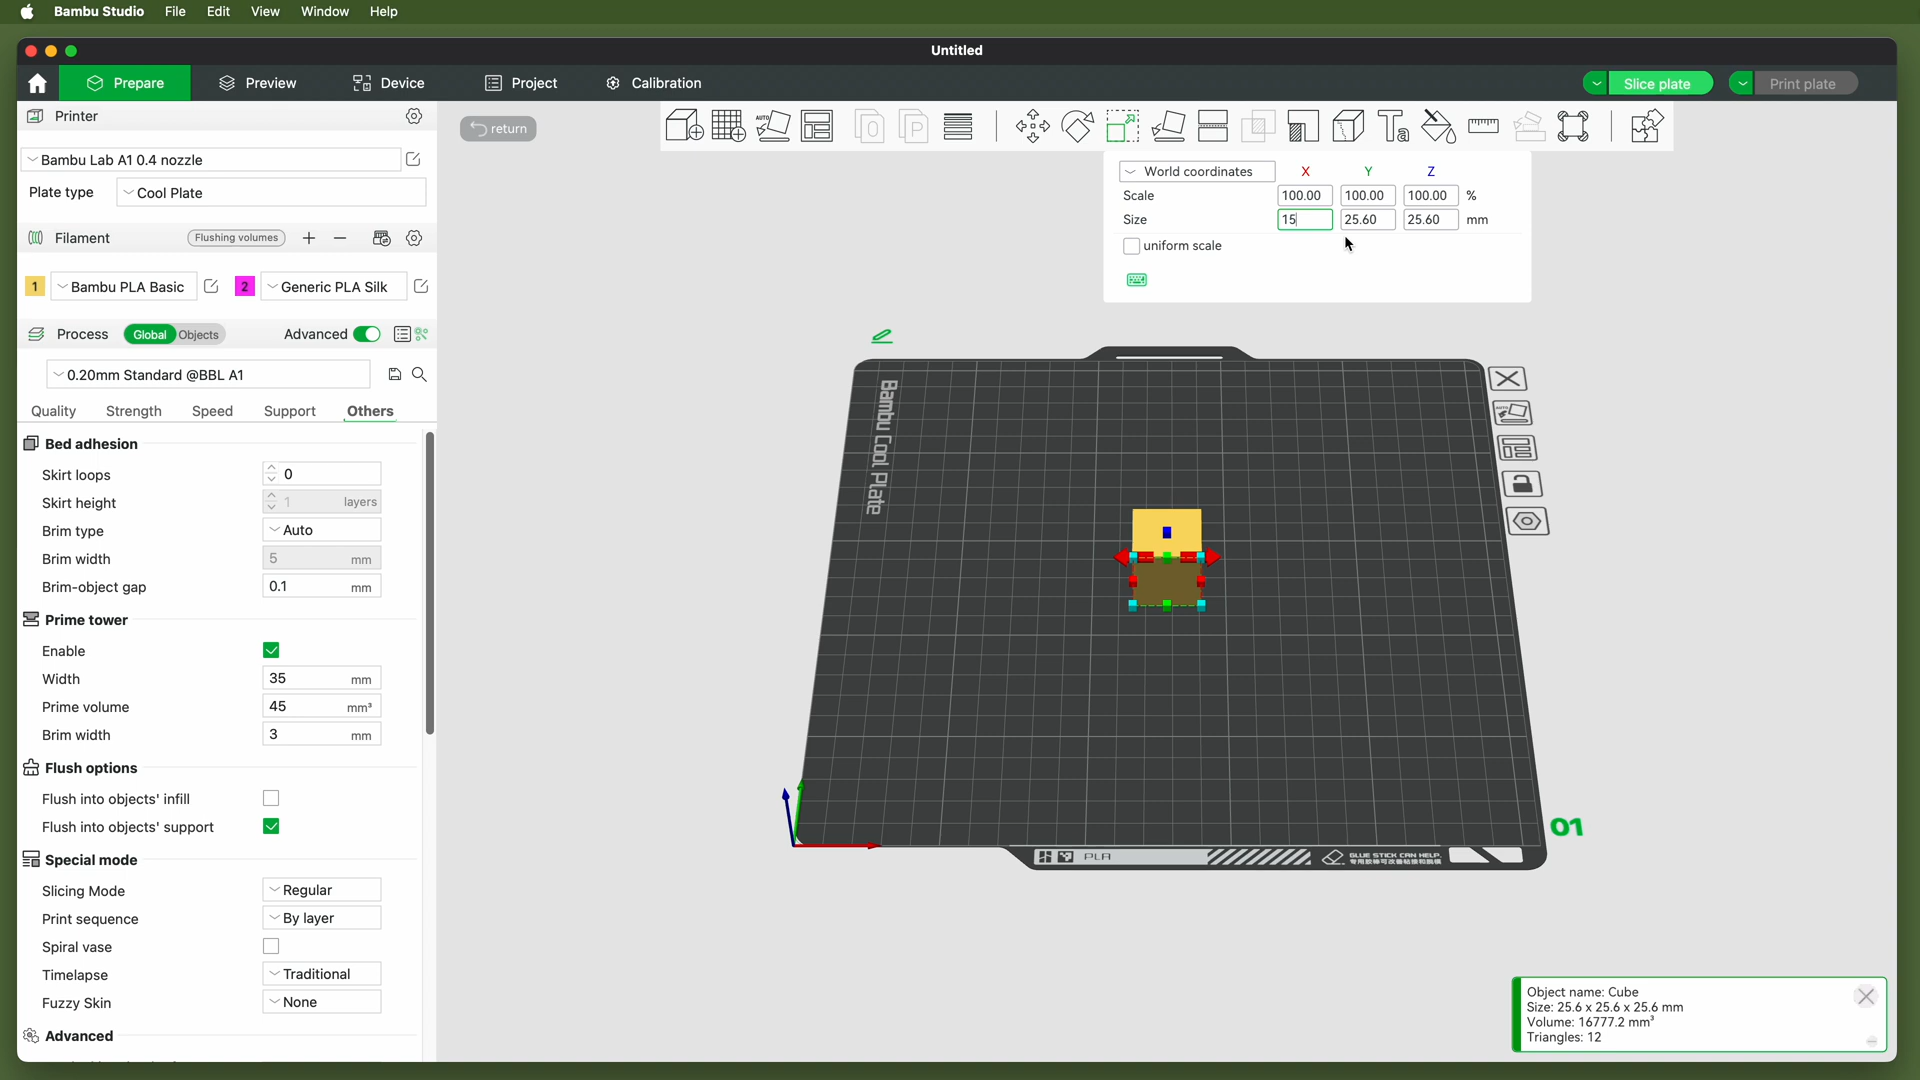 Bambu Studio File Edit View Window Help
Untitled
Prepare Preview Device Project Calibration Slice plate Print plate
Printer
return
Bambu Lab A1 0.4 nozzle
Plate type Cool Plate
World coordinates X Y Z
Scale 100.00 100.00 100.00 %
Size 15 25.60 25.60 mm
uniform scale
Filament Flushing volumes
1 Bambu PLA Basic 2 Generic PLA Silk
Process Global Objects Advanced
0.20mm Standard @BBL A1
Quality Strength Speed Support Others
Bed adhesion
Skirt loops 0
Skirt height 1 layers
Brim type Auto
Brim width 5 mm
Brim-object gap 0.1 mm
Prime tower
Enable
Width 35 mm
Prime volume 45 mm³
Brim width 3 mm
Flush options
Flush into objects' infill
Flush into objects' support
Special mode
Slicing Mode Regular
Print sequence By layer
Spiral vase
Timelapse Traditional
Fuzzy Skin None
Advanced
Bambu Cool Plate
AUTO
AUTO
01
PLA
GLUE STICK CAN HELP.
Object name: Cube
Size: 25.6 x 25.6 x 25.6 mm
Volume: 16777.2 mm³
Triangles: 12